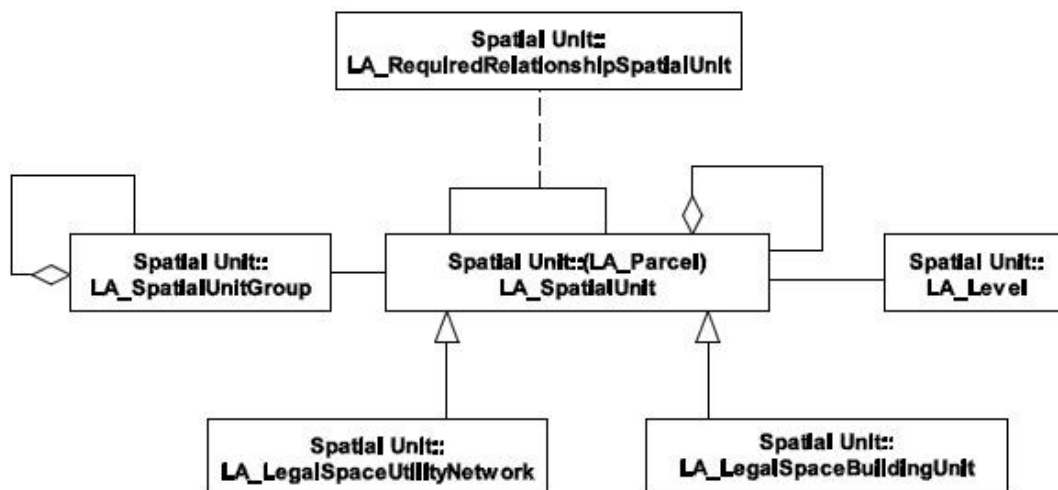 Spatial Unit::
LA_RequiredRelationshipSpatialUnit
Spatial Unit::
LA_SpatialUnitGroup
Spatial Unit::(LA_Parcel)
LA_SpatialUnit
Spatial Unit::
LA_Level
Spatial Unit::
LA_LegalSpaceUtilityNetwork
Spatial Unit::
LA_LegalSpaceBuildingUnit